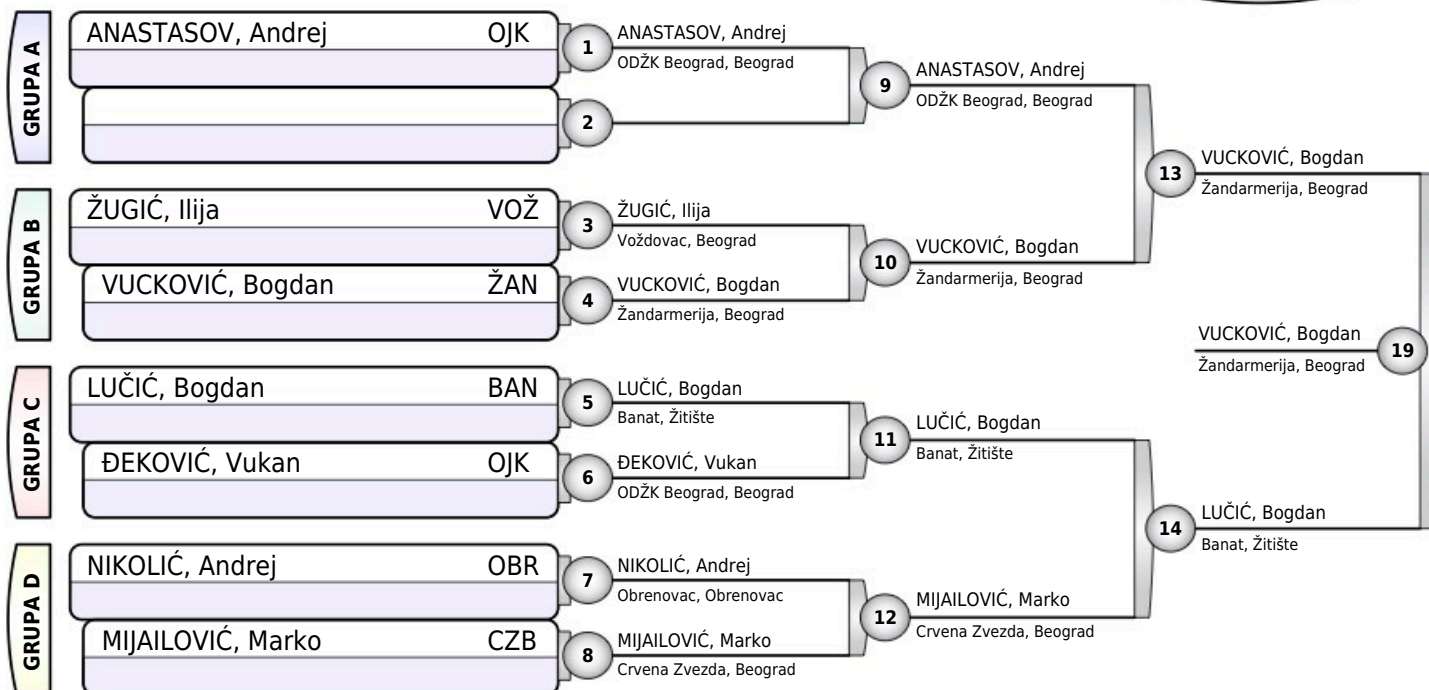 GRUPA A
ANASTASOV, Andrej OJK
1
ANASTASOV, Andrej
ODŽK Beograd, Beograd
2
9
ANASTASOV, Andrej
ODŽK Beograd, Beograd
GRUPA B
ŽUGIĆ, Ilija VOŽ
3
ŽUGIĆ, Ilija
Voždovac, Beograd
VUCKOVIĆ, Bogdan ŽAN
4
VUCKOVIĆ, Bogdan
Žandarmerija, Beograd
10
VUCKOVIĆ, Bogdan
Žandarmerija, Beograd
13
VUCKOVIĆ, Bogdan
Žandarmerija, Beograd
GRUPA C
LUČIĆ, Bogdan BAN
5
LUČIĆ, Bogdan
Banat, Žitište
ĐEKOVIĆ, Vukan OJK
6
ĐEKOVIĆ, Vukan
ODŽK Beograd, Beograd
11
LUČIĆ, Bogdan
Banat, Žitište
GRUPA D
NIKOLIĆ, Andrej OBR
7
NIKOLIĆ, Andrej
Obrenovac, Obrenovac
MIJAILOVIĆ, Marko CZB
8
MIJAILOVIĆ, Marko
Crvena Zvezda, Beograd
12
MIJAILOVIĆ, Marko
Crvena Zvezda, Beograd
14
LUČIĆ, Bogdan
Banat, Žitište
VUCKOVIĆ, Bogdan
Žandarmerija, Beograd
19